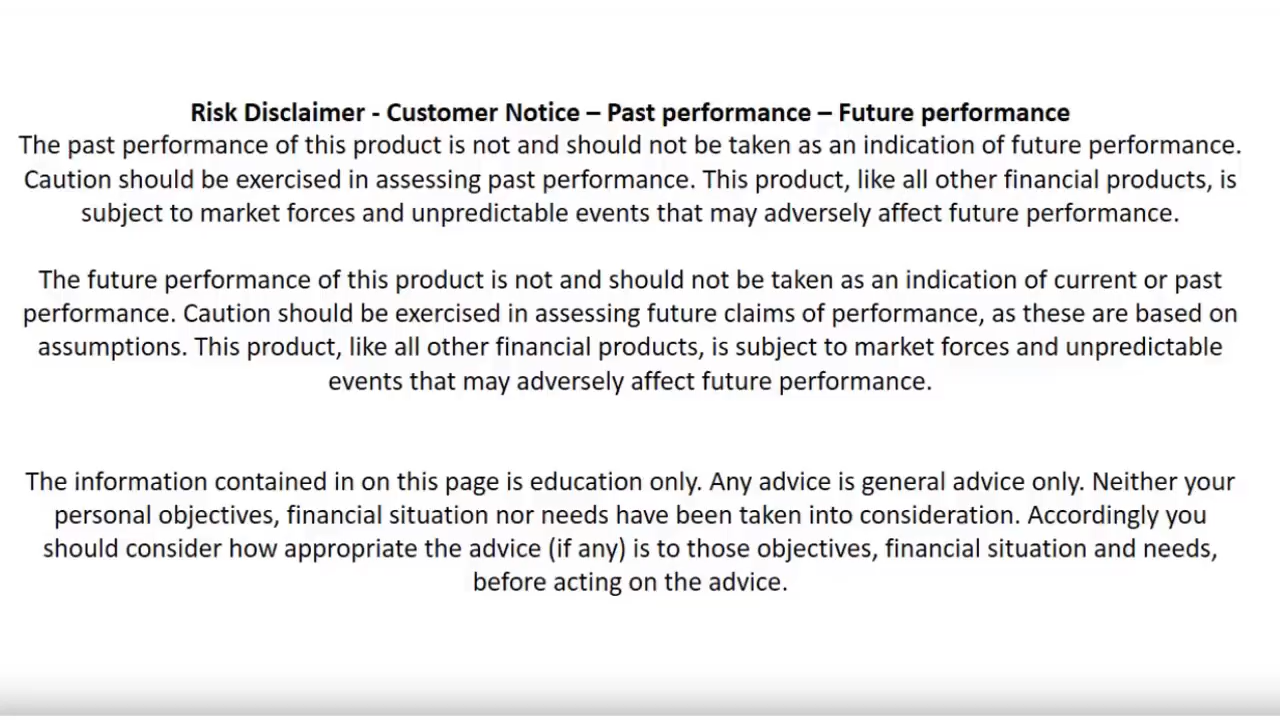 Risk Disclaimer - Customer Notice – Past performance – Future performance
The past performance of this product is not and should not be taken as an indication of future performance.
Caution should be exercised in assessing past performance. This product, like all other financial products, is
subject to market forces and unpredictable events that may adversely affect future performance.
The future performance of this product is not and should not be taken as an indication of current or past
performance. Caution should be exercised in assessing future claims of performance, as these are based on
assumptions. This product, like all other financial products, is subject to market forces and unpredictable
events that may adversely affect future performance.
The information contained in on this page is education only. Any advice is general advice only. Neither your
personal objectives, financial situation nor needs have been taken into consideration. Accordingly you
should consider how appropriate the advice (if any) is to those objectives, financial situation and needs,
before acting on the advice.